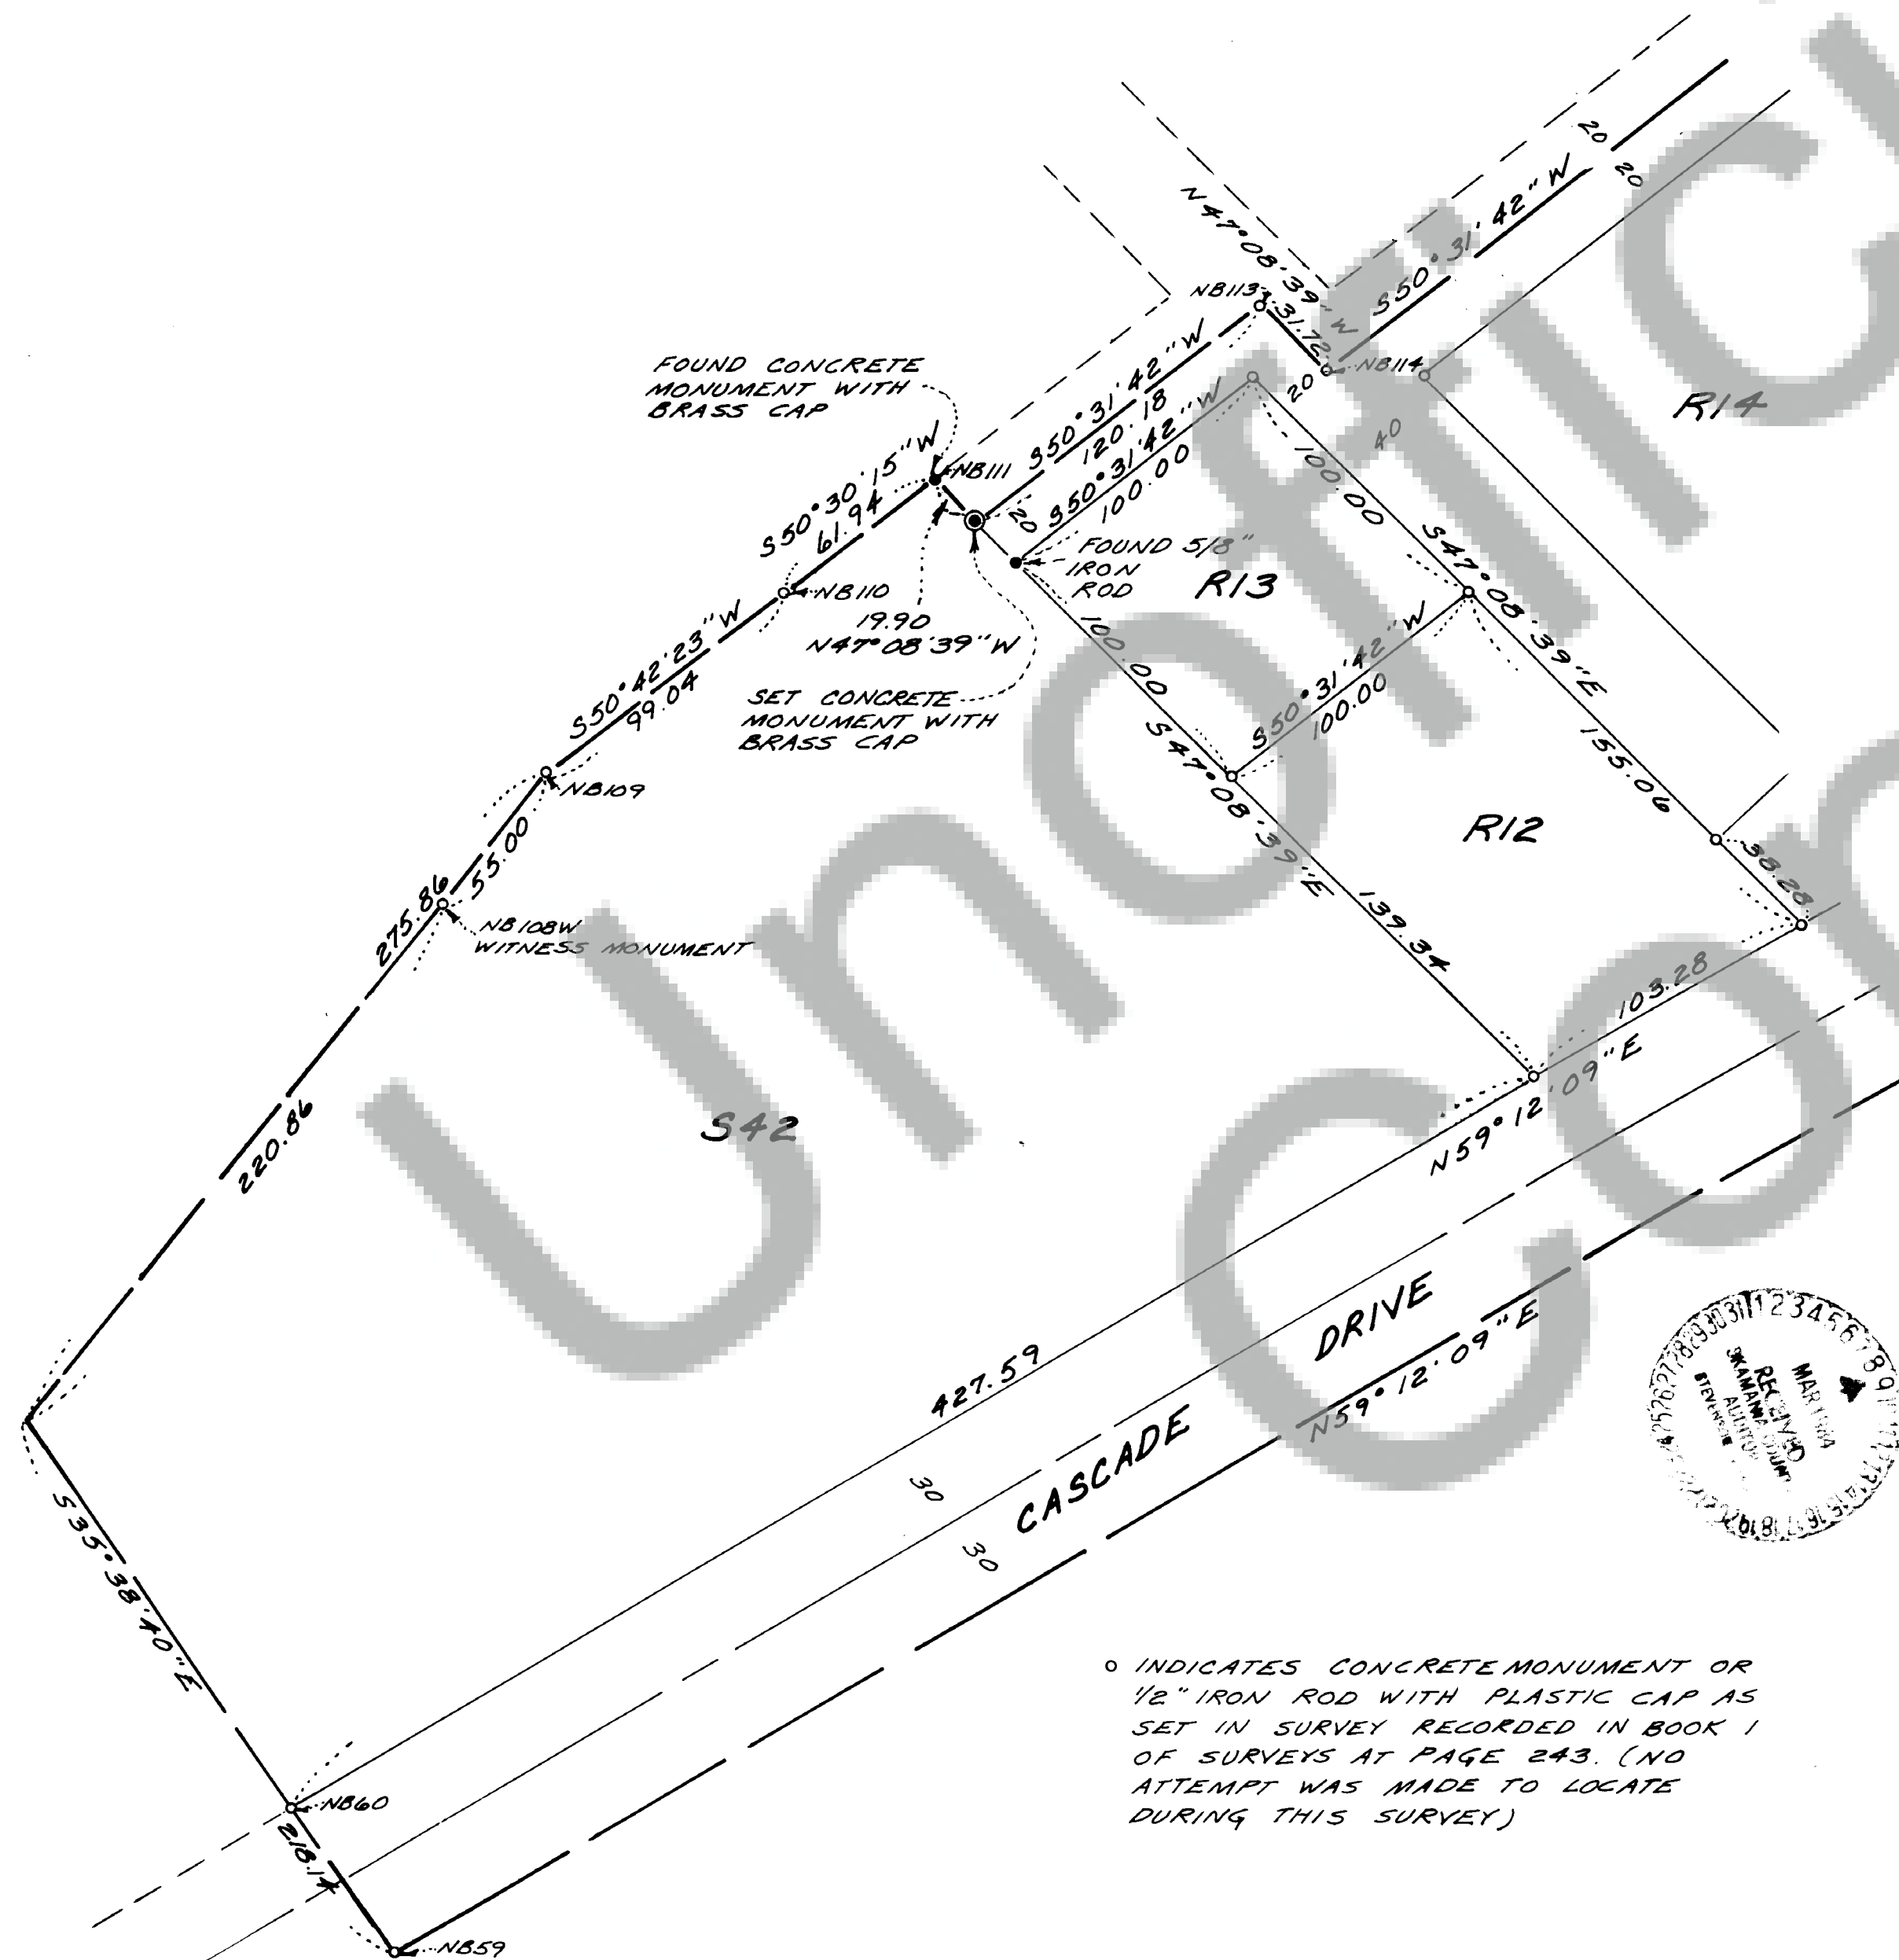 20
20
N47°08'39"W
S50°31'42"W
NB113
31.72
NB114
20
40
R14
FOUND CONCRETE
MONUMENT WITH
BRASS CAP
S50°31'42"W
120.18
S50°31'42"W
100.00
NB111
S50°30'15"W
61.94
20
FOUND 5/8"
IRON
ROD
R13
100.00
S47°08'39"E
NB110
19.90
N47°08'39"W
S50°42'23"W
99.04
SET CONCRETE
MONUMENT WITH
BRASS CAP
100.00
S50°31'42"W
100.00
S47°08'39"E
155.06
NB109
55.00
R12
38.28
275.86
NB108W
WITNESS MONUMENT
139.34
103.28
N59°12'09"E
S42
220.86
427.59
CASCADE DRIVE
N59°12'09"E
30
30
S35°38'40"E
NB60
218.14
NB59
o INDICATES CONCRETE MONUMENT OR
1/2" IRON ROD WITH PLASTIC CAP AS
SET IN SURVEY RECORDED IN BOOK 1
OF SURVEYS AT PAGE 243. (NO
ATTEMPT WAS MADE TO LOCATE
DURING THIS SURVEY)
RECEIVED
SKAMANIA COUNTY
AUDITOR
Unoffici
Co